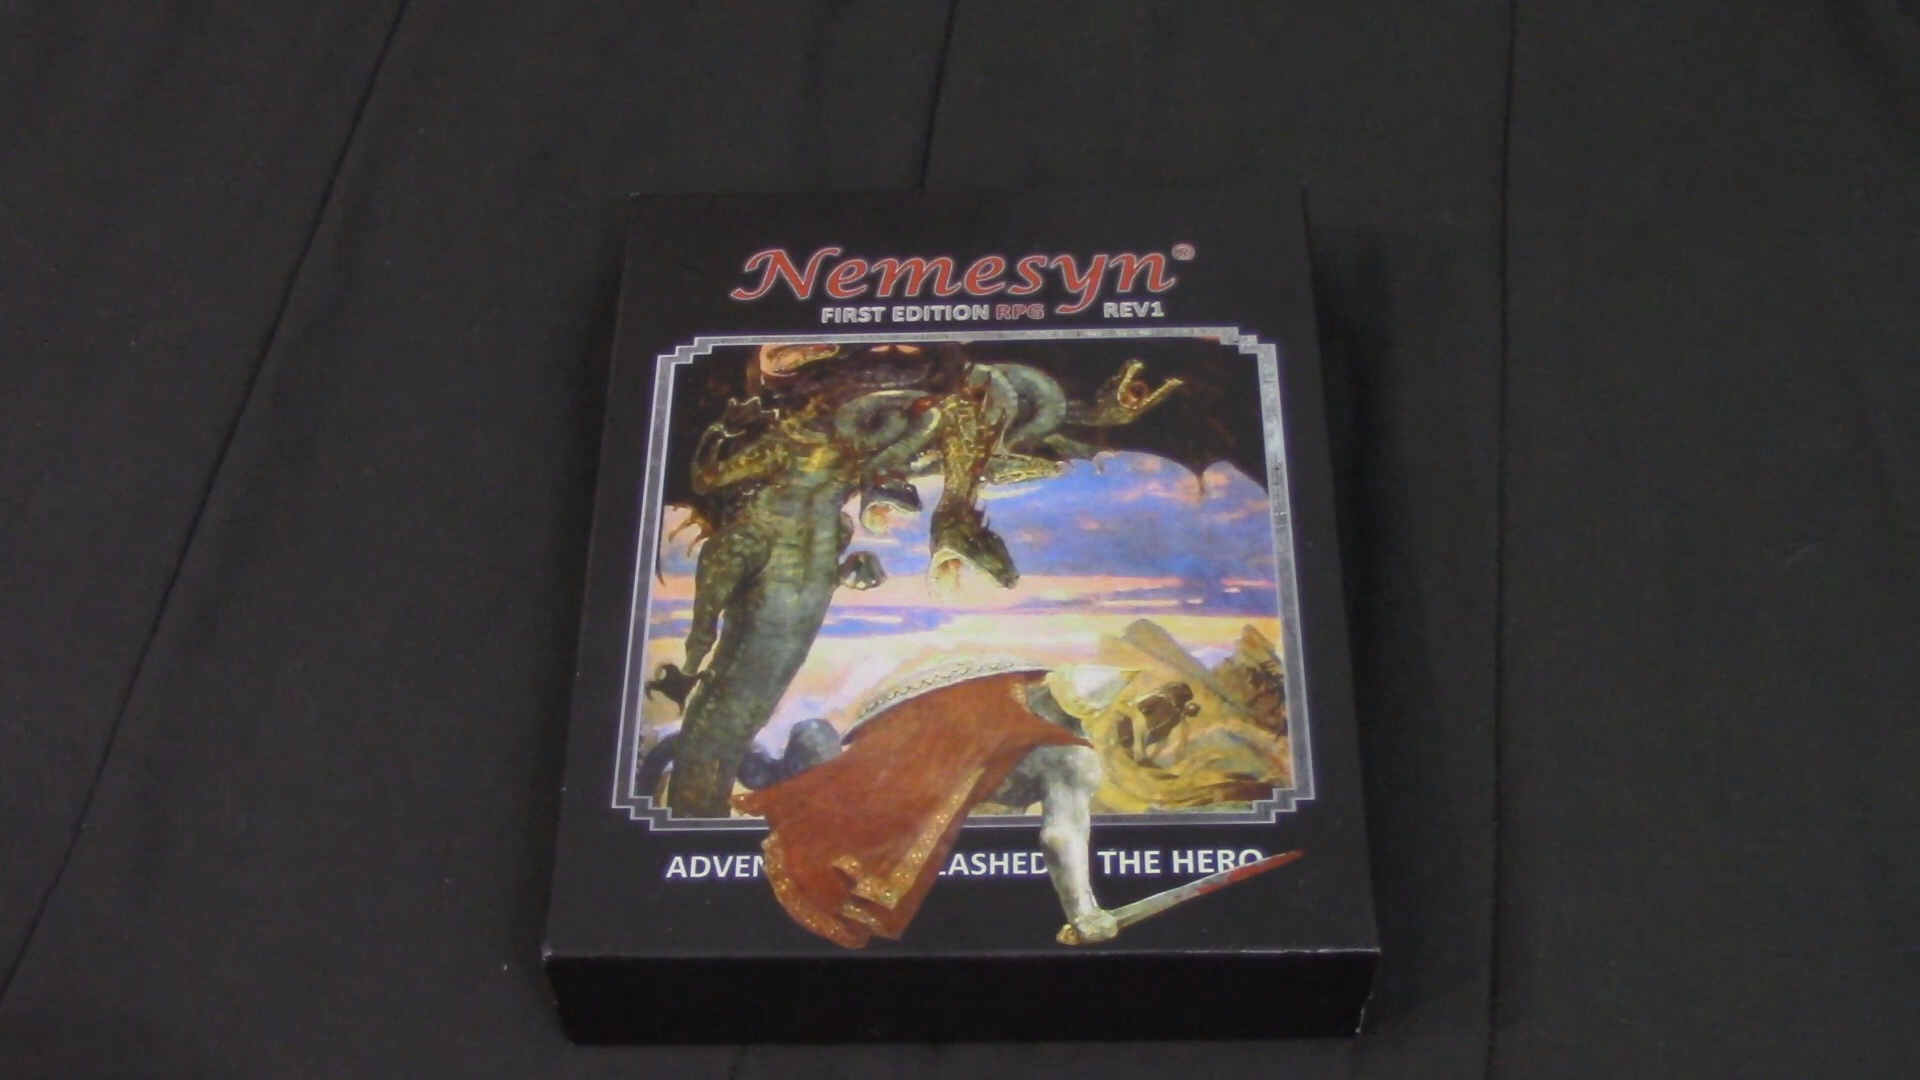 Nemesyn®
FIRST EDITION RPG REV1
ADVEN LASHED THE HERO